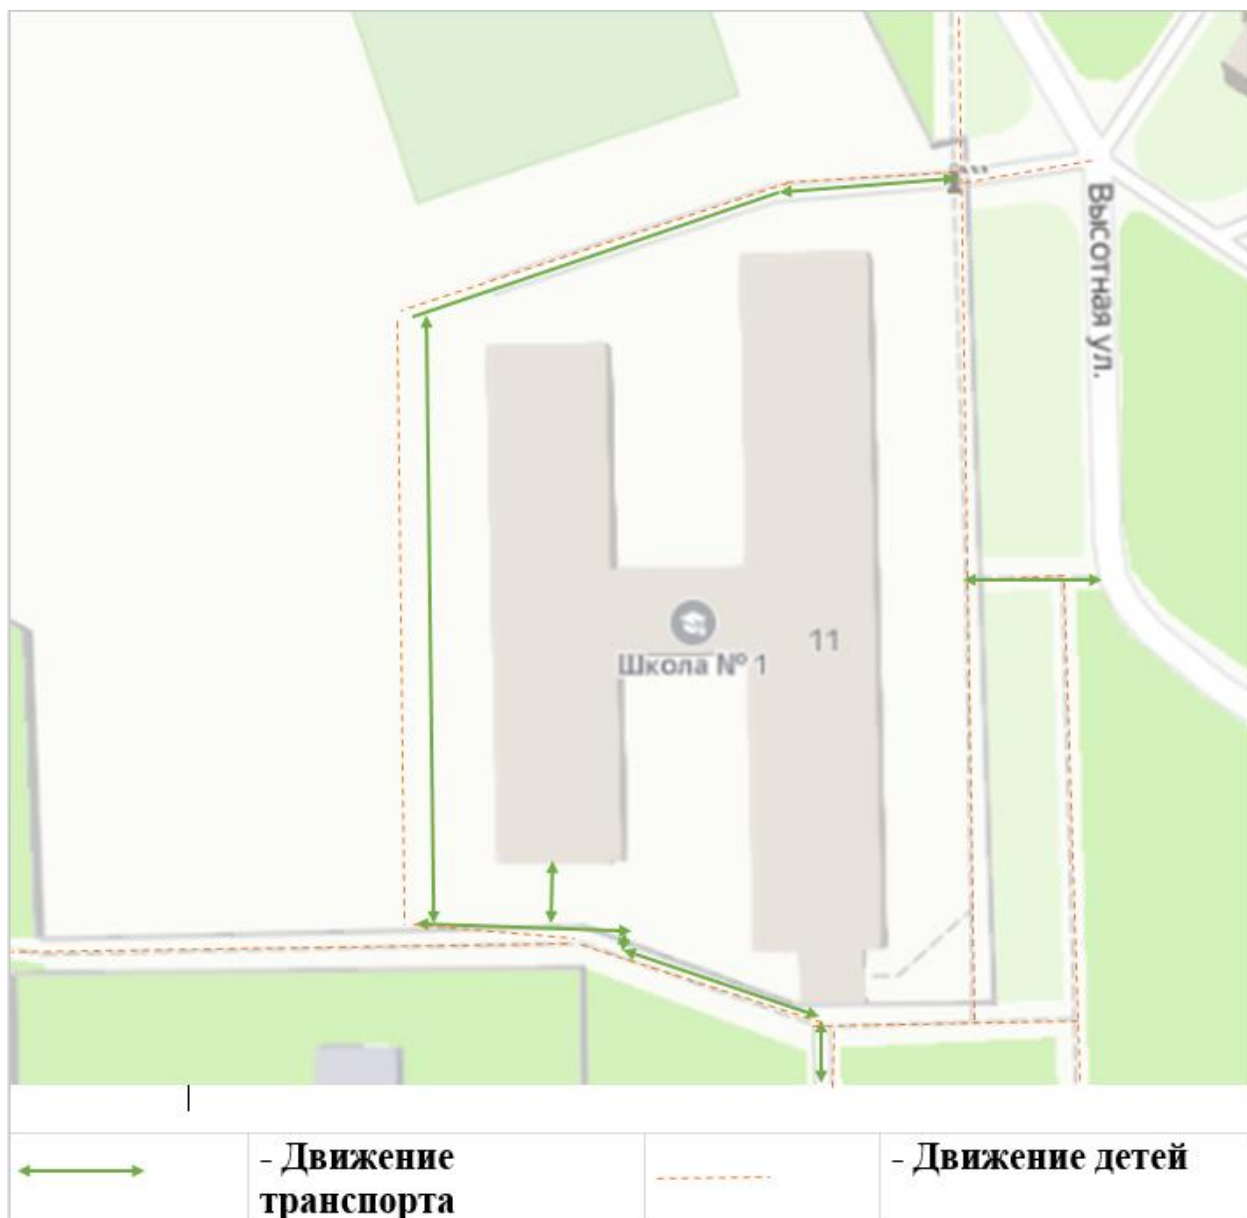 Высотная ул.
11
Школа № 1
- Движение
транспорта
- Движение детей